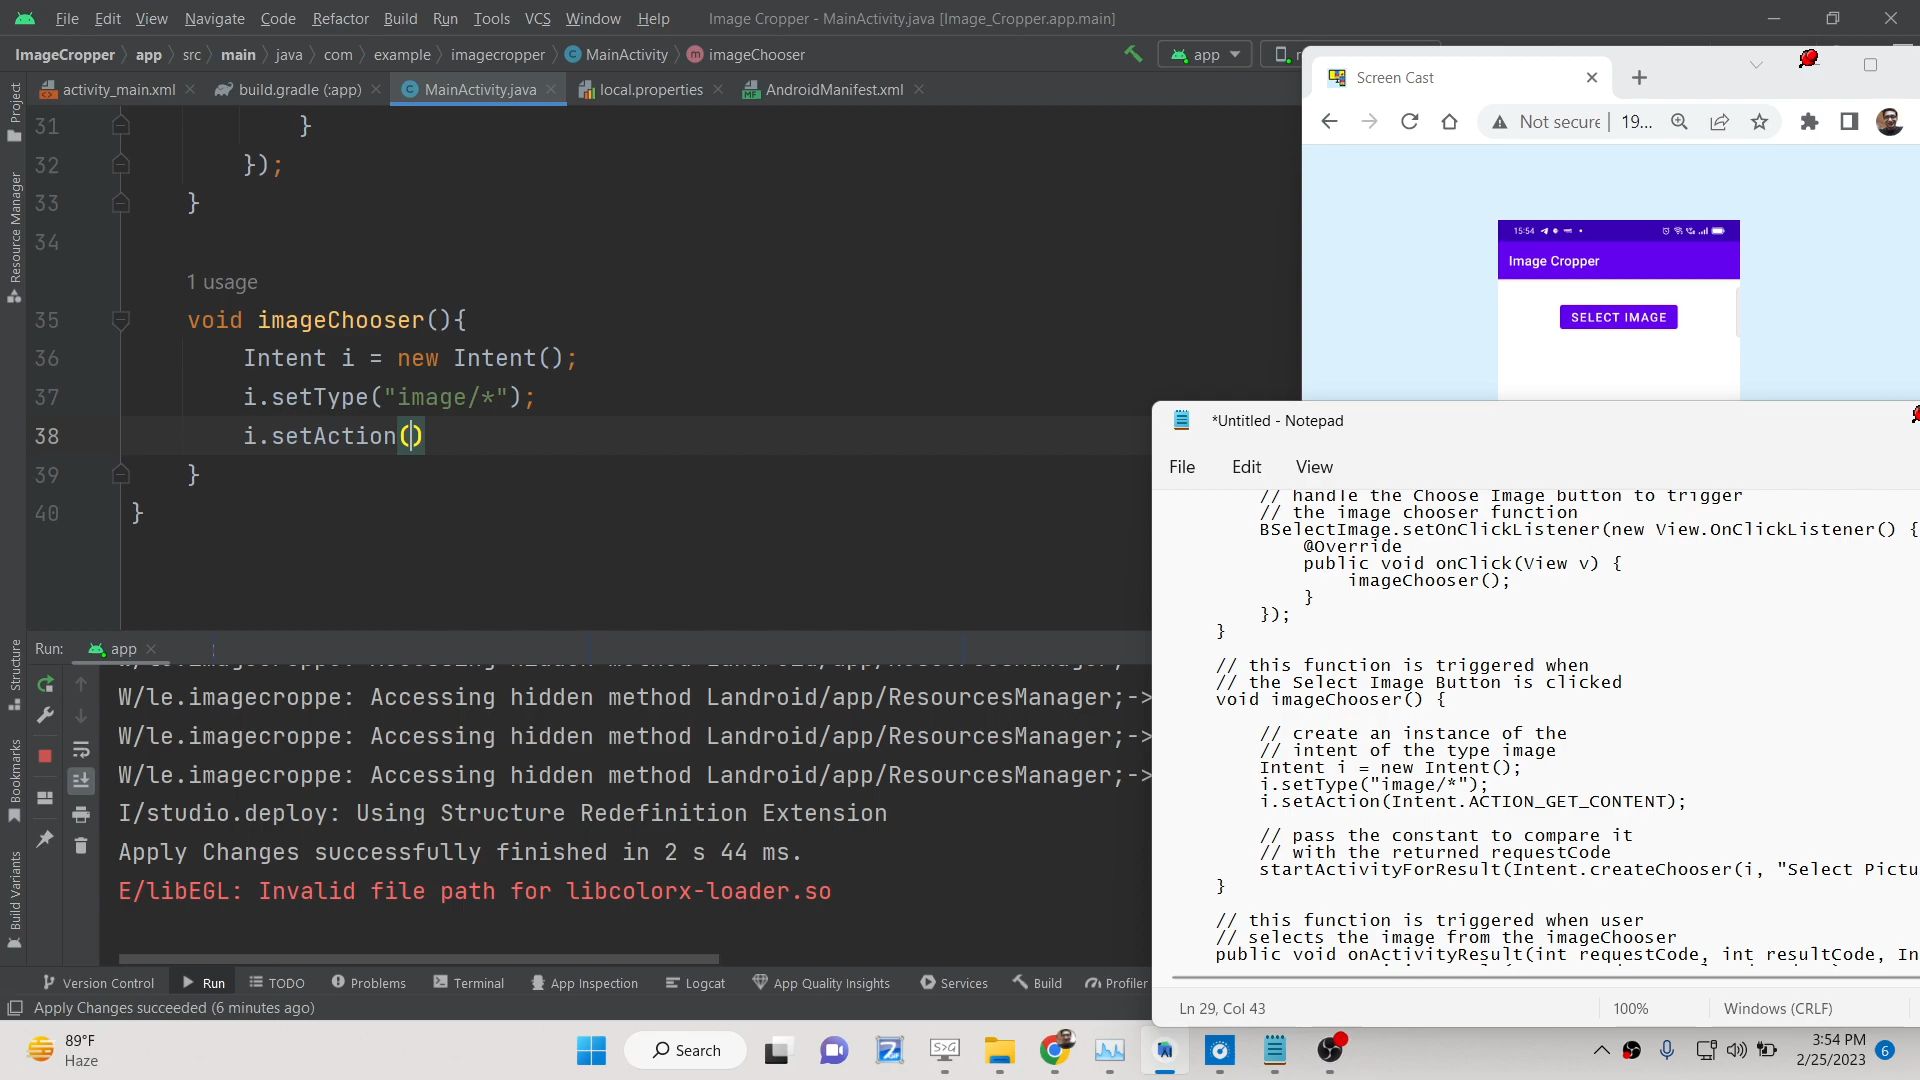 File Edit View Navigate Code Refactor Build Run Tools VCS Window Help Image Cropper - MainActivity.java [Image_Cropper.app.main]
ImageCropper app src main java com example imagecropper MainActivity imageChooser app
activity_main.xml build.gradle (:app) MainActivity.java local.properties AndroidManifest.xml
Project
Resource Manager
Structure
Bookmarks
Build Variants
31 }
32 });
33 }
34
1 usage
35 void imageChooser(){
36 Intent i = new Intent();
37 i.setType("image/*");
38 i.setAction()
39 }
40 }
Run: app
W/le.imagecroppe: Accessing hidden method Landroid/app/ResourcesManager;->
W/le.imagecroppe: Accessing hidden method Landroid/app/ResourcesManager;->
W/le.imagecroppe: Accessing hidden method Landroid/app/ResourcesManager;->
I/studio.deploy: Using Structure Redefinition Extension
Apply Changes successfully finished in 2 s 44 ms.
E/libEGL: Invalid file path for libcolorx-loader.so
Version Control Run TODO Problems Terminal App Inspection Logcat App Quality Insights Services Build Profiler
Apply Changes succeeded (6 minutes ago)
Screen Cast
Not secure 19...
15:54
Image Cropper
SELECT IMAGE
*Untitled - Notepad
File Edit View
// handle the Choose Image button to trigger
// the image chooser function
BSelectImage.setOnClickListener(new View.OnClickListener() {
@Override
public void onClick(View v) {
imageChooser();
}
});
}
// this function is triggered when
// the Select Image Button is clicked
void imageChooser() {
// create an instance of the
// intent of the type image
Intent i = new Intent();
i.setType("image/*");
i.setAction(Intent.ACTION_GET_CONTENT);
// pass the constant to compare it
// with the returned requestCode
startActivityForResult(Intent.createChooser(i, "Select Pictu
}
// this function is triggered when user
// selects the image from the imageChooser
public void onActivityResult(int requestCode, int resultCode, In
Ln 29, Col 43 100% Windows (CRLF)
89°F
Haze
Search
3:54 PM
2/25/2023
6